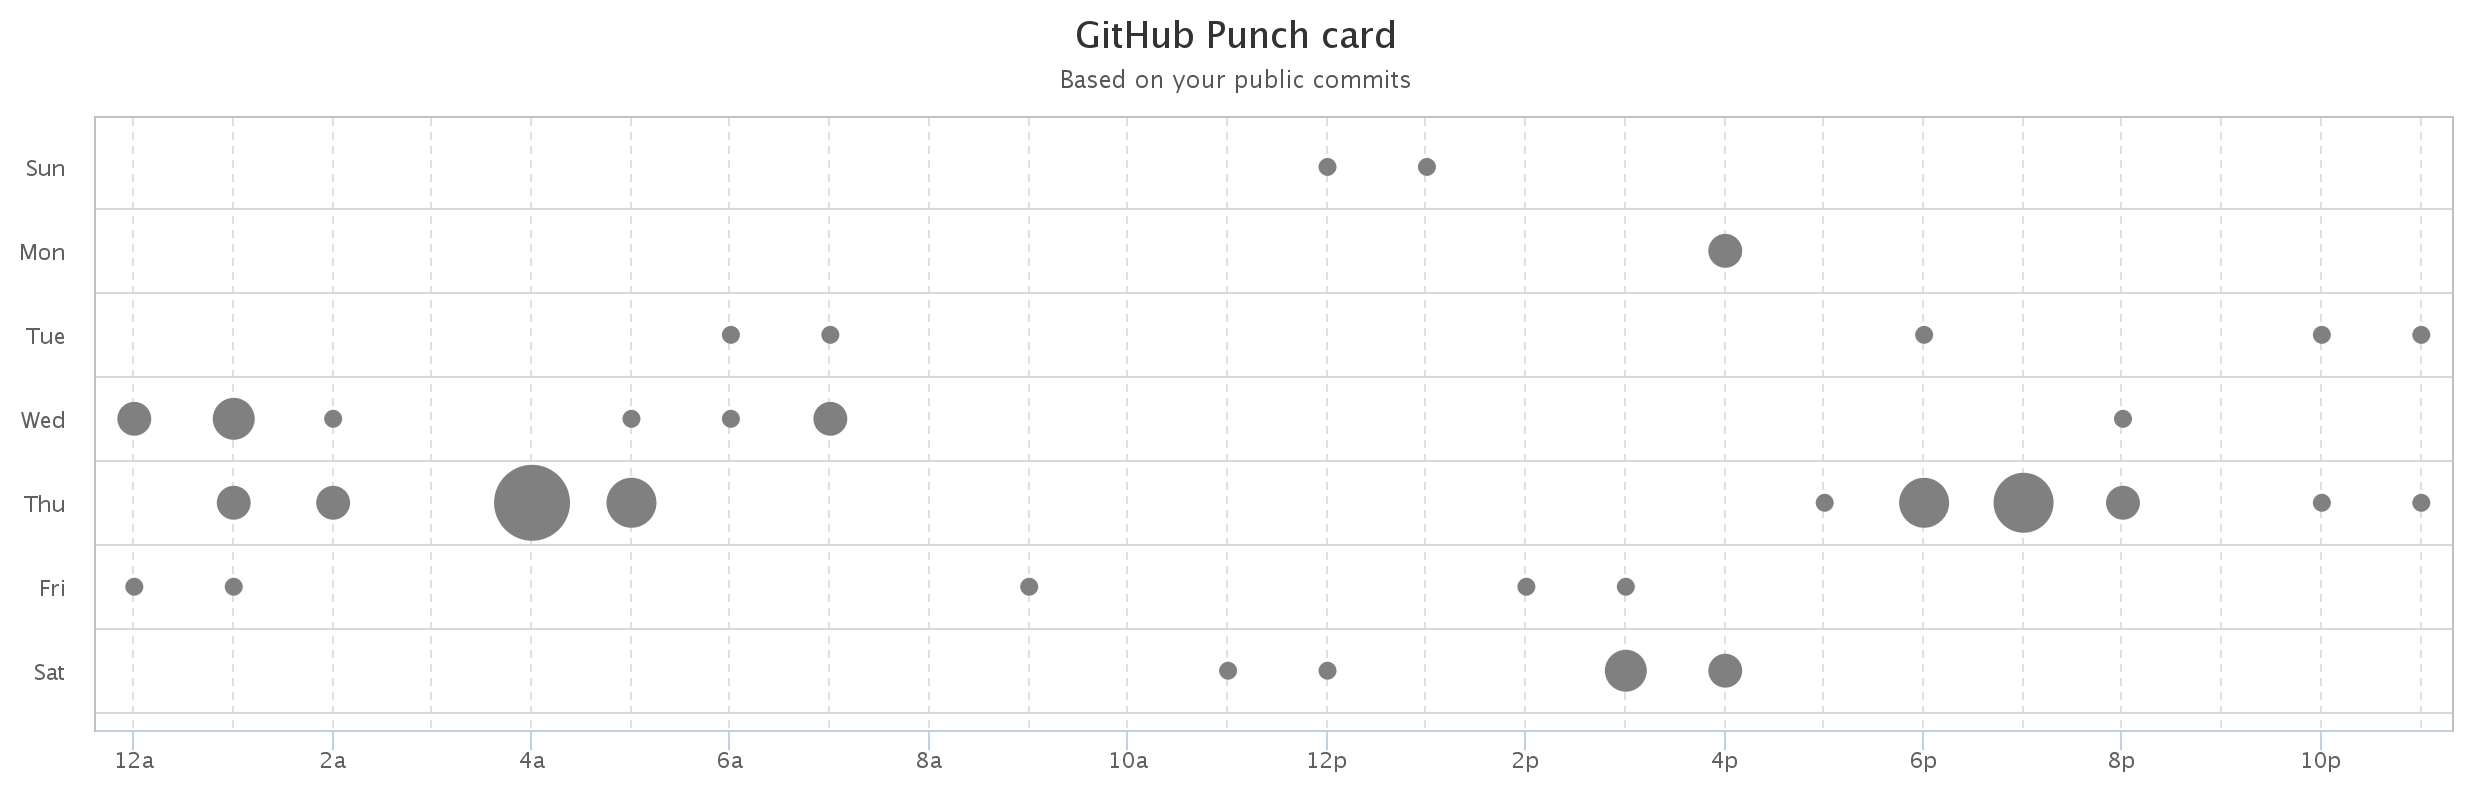 GitHub Punch card
Based on your public commits
Sun
Mon
Tue
Wed
Thu
Fri
Sat
12a 2a 4a 6a 8a 10a 12p 2p 4p 6p 8p 10p